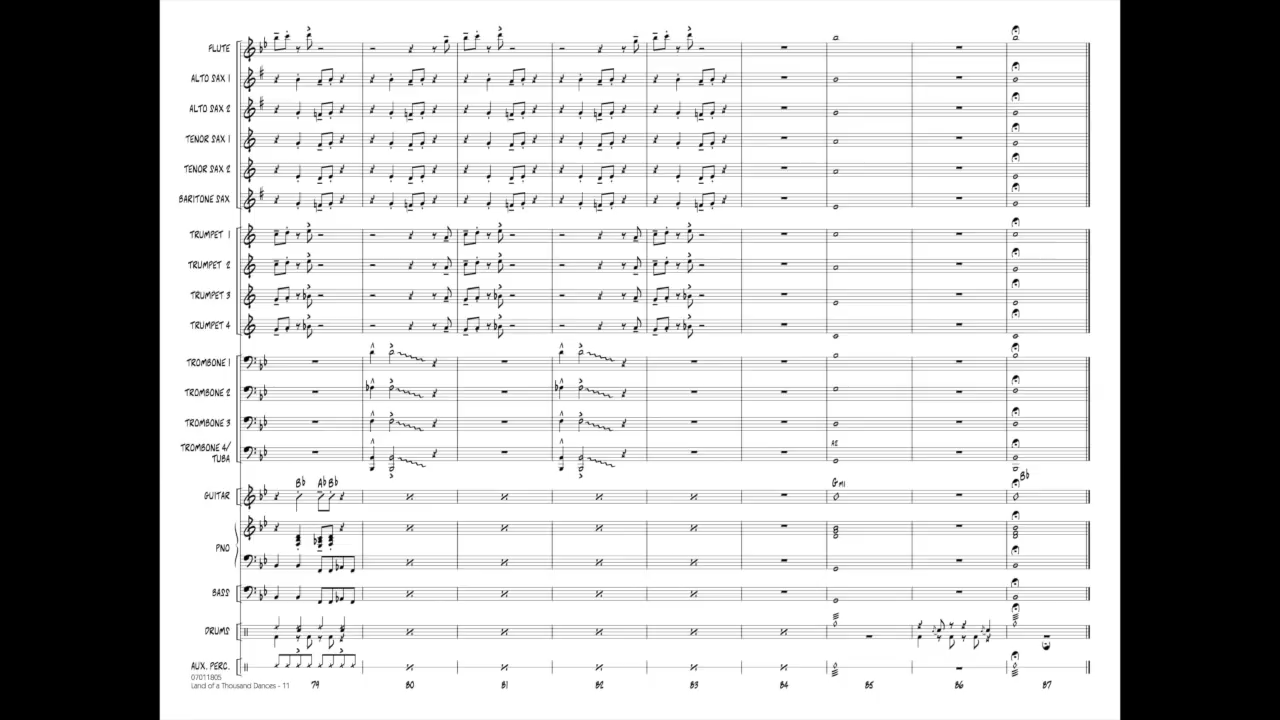 FLUTE
ALTO SAX 1
ALTO SAX 2
TENOR SAX 1
TENOR SAX 2
BARITONE SAX
TRUMPET 1
TRUMPET 2
TRUMPET 3
TRUMPET 4
TROMBONE 1
TROMBONE 2
TROMBONE 3
TROMBONE 4/
TUBA
A2
GUITAR
Bb Ab Bb Gmi Bb
PNO
BASS
DRUMS
AUX. PERC.
07011805
Land of a Thousand Dances - 11
79 80 81 82 83 84 85 86 87